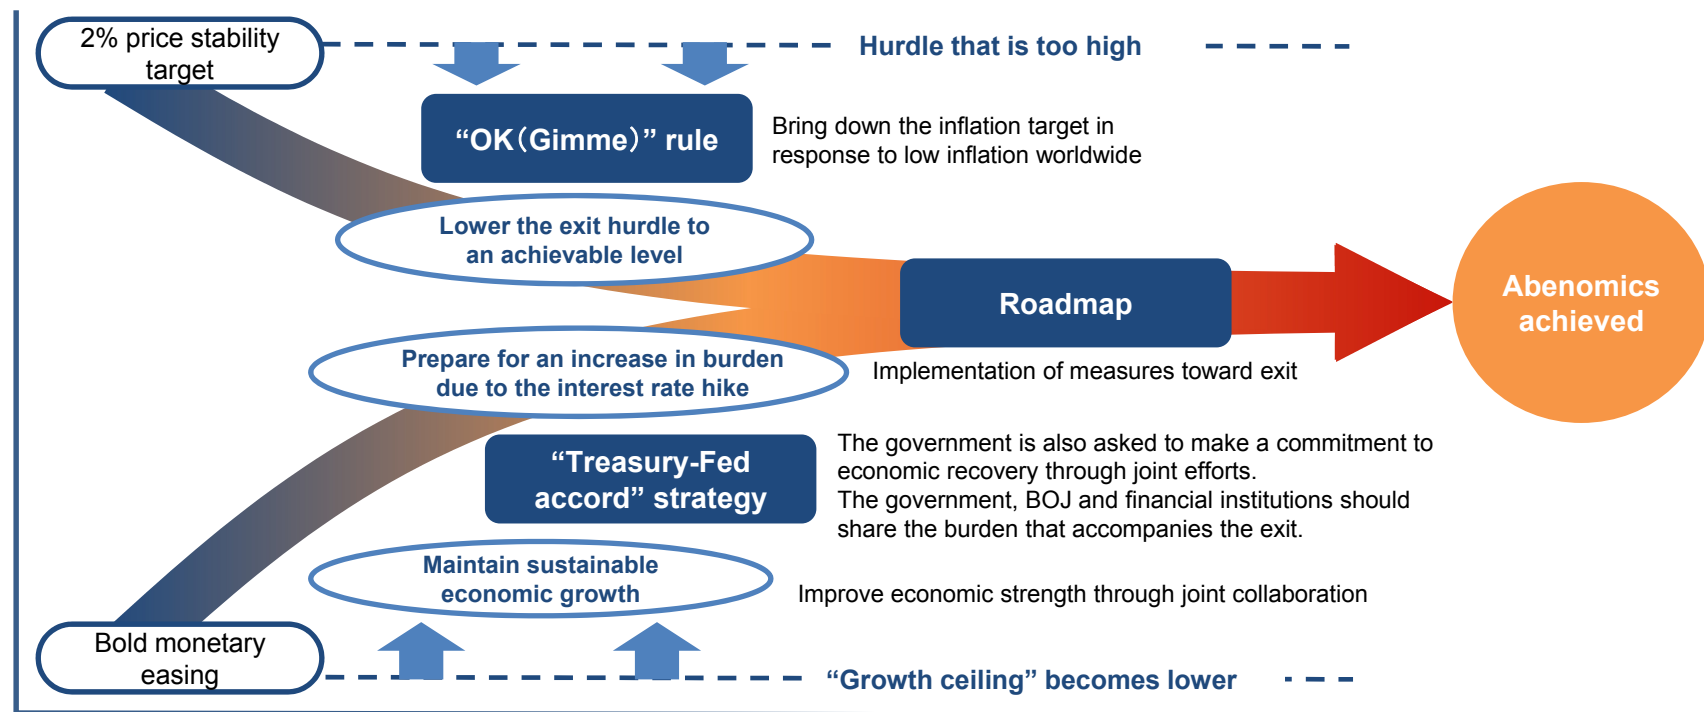 2% price stability
target
Hurdle that is too high
“OK（Gimme）” rule
Bring down the inflation target in
response to low inflation worldwide
Lower the exit hurdle to
an achievable level
Roadmap
Abenomics
achieved
Prepare for an increase in burden
due to the interest rate hike
Implementation of measures toward exit
“Treasury-Fed
accord” strategy
The government is also asked to make a commitment to
economic recovery through joint efforts.
The government, BOJ and financial institutions should
share the burden that accompanies the exit.
Maintain sustainable
economic growth
Improve economic strength through joint collaboration
Bold monetary
easing
“Growth ceiling” becomes lower